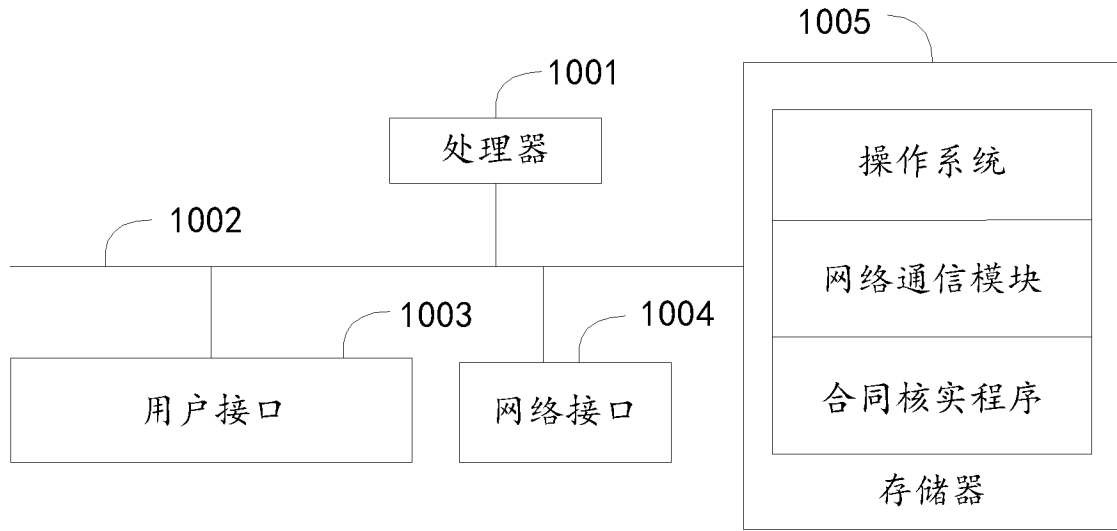 1005
1001
处理器
操作系统
1002
网络通信模块
1003
1004
用户接口
网络接口
合同核实程序
存储器